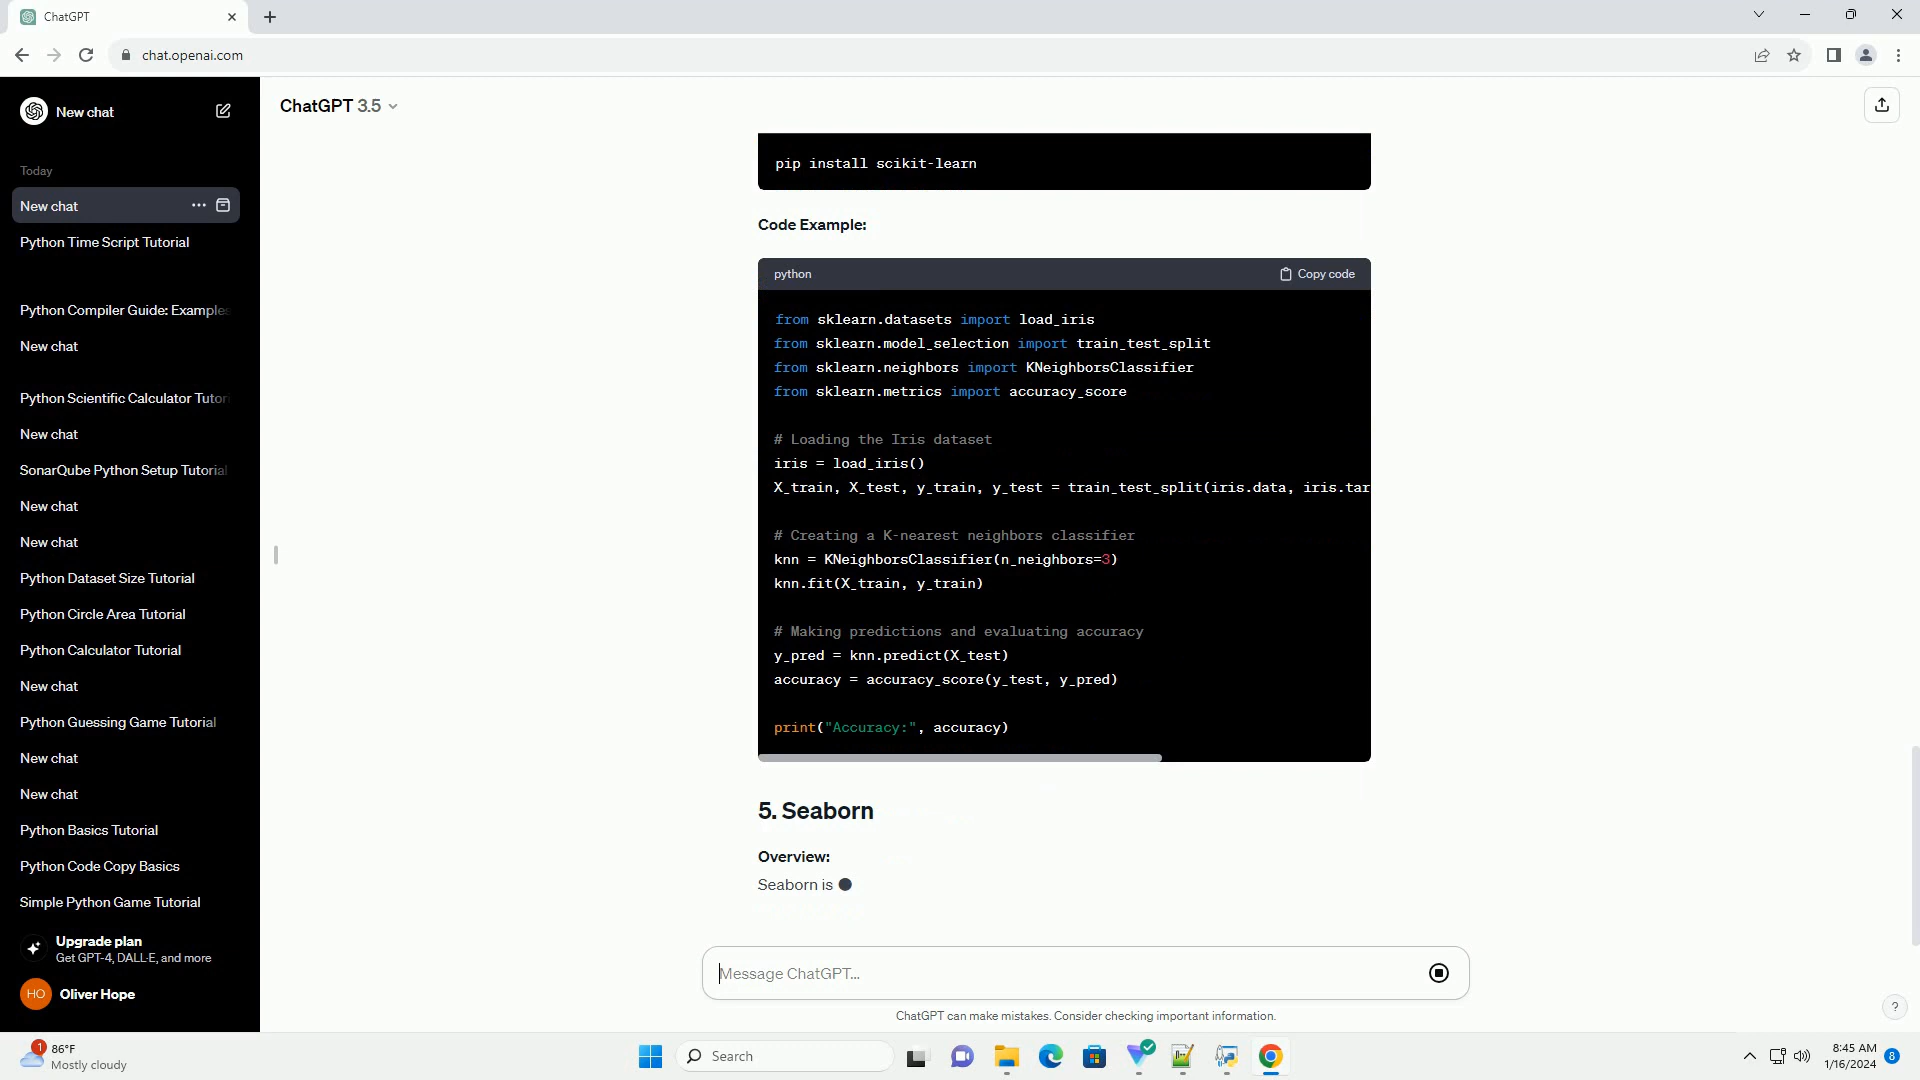 ChatGPT
chat.openai.com
New chat
Today
New chat
Python Time Script Tutorial
Python Compiler Guide: Examples
New chat
Python Scientific Calculator Tutori
New chat
SonarQube Python Setup Tutorial
New chat
New chat
Python Dataset Size Tutorial
Python Circle Area Tutorial
Python Calculator Tutorial
New chat
Python Guessing Game Tutorial
New chat
New chat
Python Basics Tutorial
Python Code Copy Basics
Simple Python Game Tutorial
Upgrade plan
Get GPT-4, DALL·E, and more
HO Oliver Hope
ChatGPT 3.5
pip install scikit-learn
Code Example:
python Copy code
from sklearn.datasets import load_iris
from sklearn.model_selection import train_test_split
from sklearn.neighbors import KNeighborsClassifier
from sklearn.metrics import accuracy_score
# Loading the Iris dataset
iris = load_iris()
X_train, X_test, y_train, y_test = train_test_split(iris.data, iris.tar
# Creating a K-nearest neighbors classifier
knn = KNeighborsClassifier(n_neighbors=3)
knn.fit(X_train, y_train)
# Making predictions and evaluating accuracy
y_pred = knn.predict(X_test)
accuracy = accuracy_score(y_test, y_pred)
print("Accuracy:", accuracy)
5. Seaborn
Overview:
Seaborn is
Message ChatGPT...
ChatGPT can make mistakes. Consider checking important information.
?
1
86°F
Mostly cloudy
Search
8:45 AM
1/16/2024
8